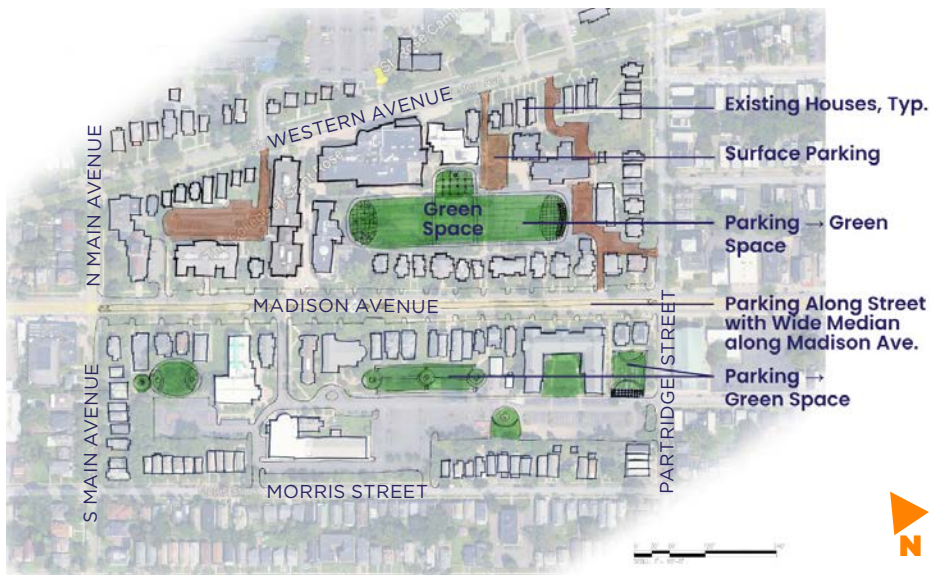 WESTERN AVENUE
Existing Houses, Typ.
Surface Parking
N MAIN AVENUE
Green
Space
Parking → Green
Space
MADISON AVENUE
Parking Along Street
with Wide Median
along Madison Ave.
PARTRIDGE STREET
S MAIN AVENUE
Parking →
Green Space
MORRIS STREET
N